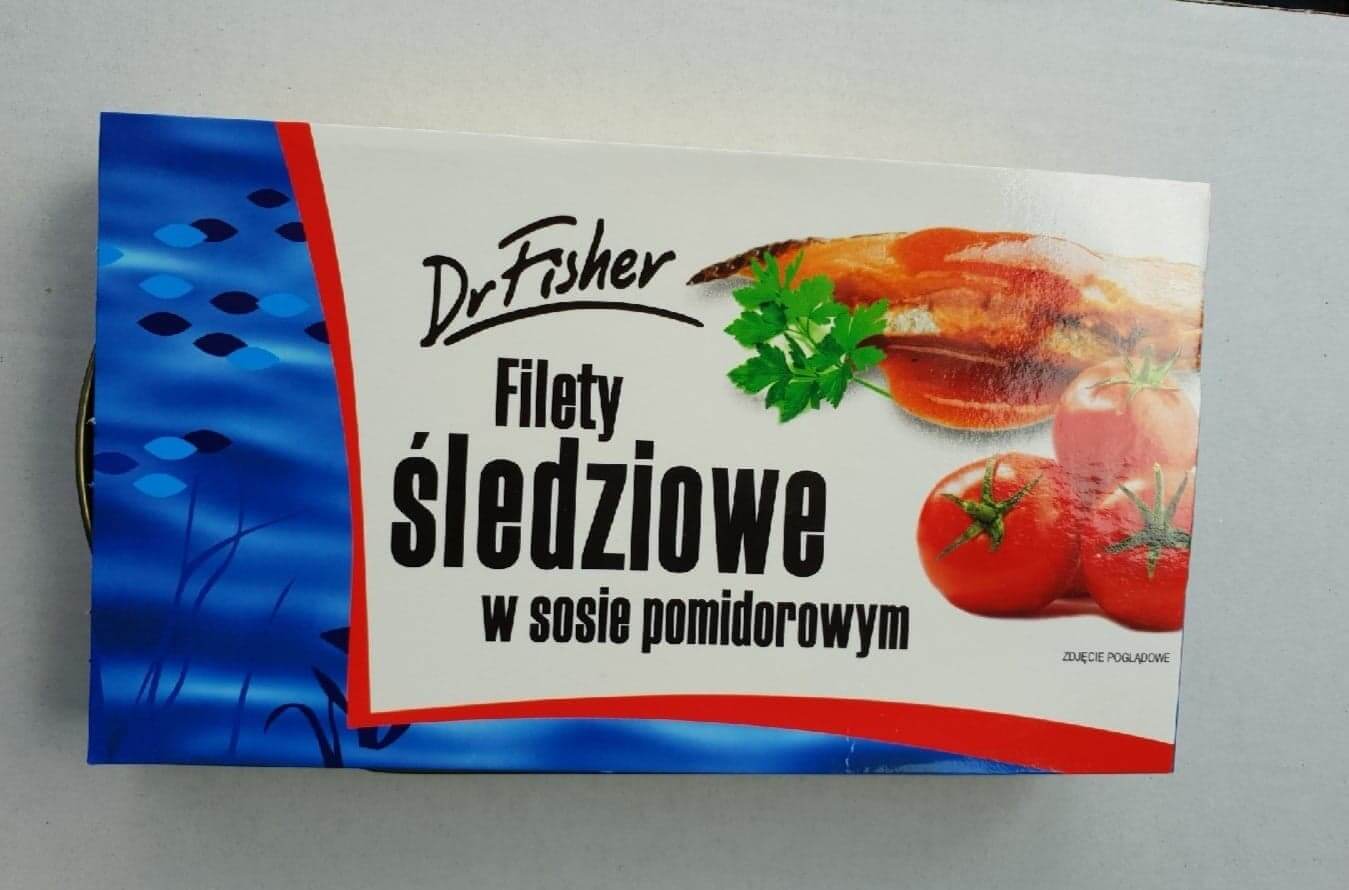 Dr Fisher
Filety
śledziowe
w sosie pomidorowym
ZDJĘCIE POGLĄDOWE